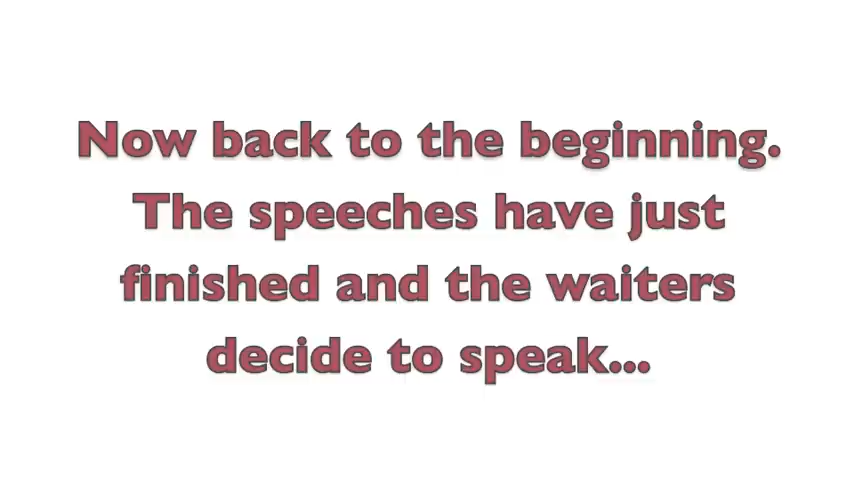 Now back to the beginning.
The speeches have just
finished and the waiters
decide to speak...